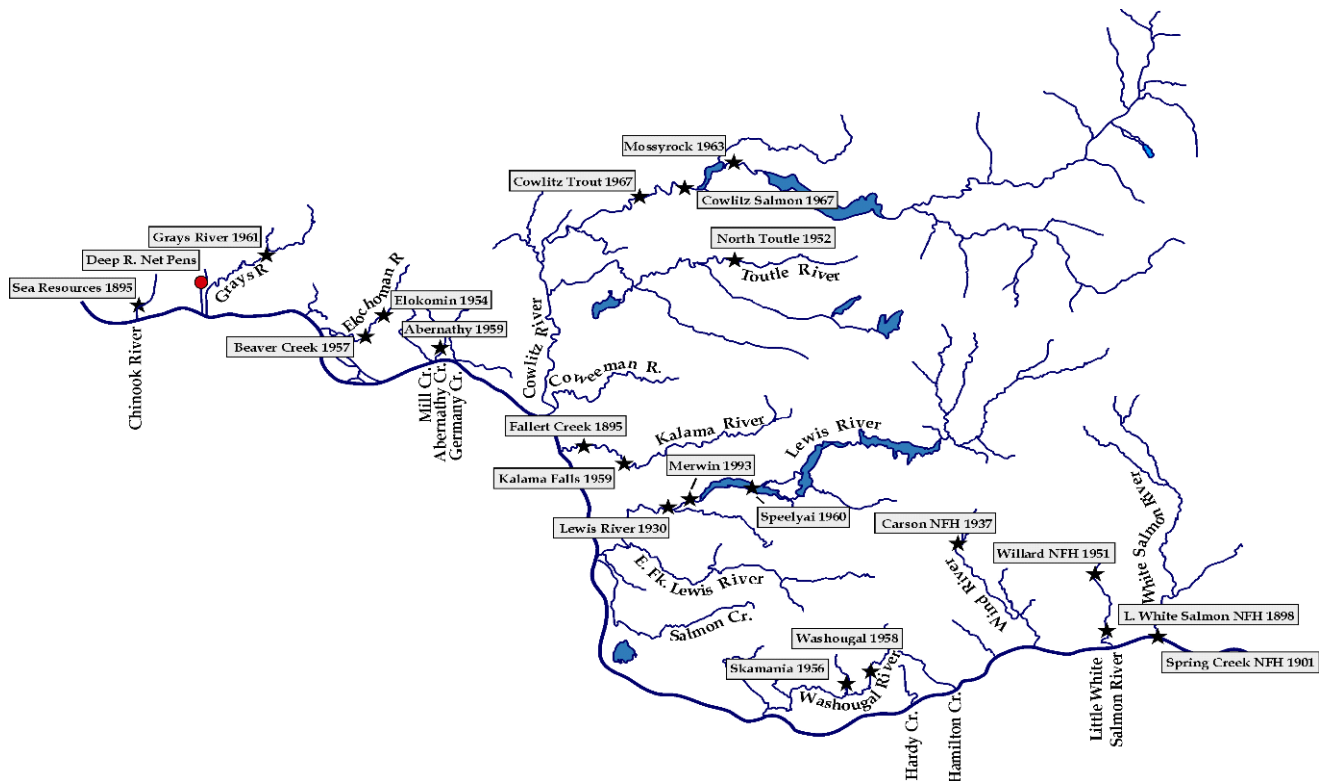 Mossyrock 1963
Cowlitz Trout 1967
Cowlitz Salmon 1967
Grays River 1961
North Toutle 1952
Deep R. Net Pens
Toutle River
Grays R
Sea Resources 1895
Elochoman R
Elokomin 1954
Abernathy 1959
Beaver Creek 1957
Cowlitz River
Chinook River
Mill Cr.
Abernathy Cr.
Germany Cr.
Coweeman R.
Fallert Creek 1895
Kalama River
Lewis River
Merwin 1993
Kalama Falls 1959
Lewis River 1930
Speelyai 1960
Carson NFH 1937
White Salmon River
Willard NFH 1951
E. Fk. Lewis River
Wind River
Salmon Cr.
L. White Salmon NFH 1898
Washougal 1958
Skamania 1956
Spring Creek NFH 1901
Washougal River
Hardy Cr.
Hamilton Cr.
Little White
Salmon River